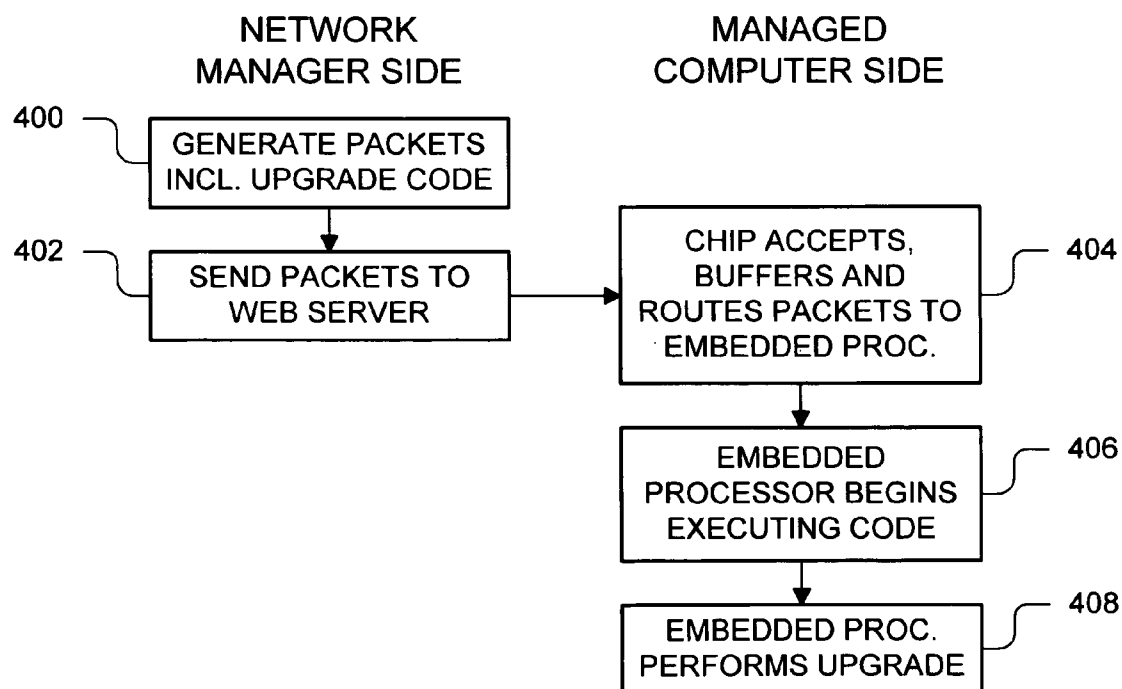 NETWORK
MANAGER SIDE
MANAGED
COMPUTER SIDE
400
GENERATE PACKETS
INCL. UPGRADE CODE
402
SEND PACKETS TO
WEB SERVER
CHIP ACCEPTS,
BUFFERS AND
ROUTES PACKETS TO
EMBEDDED PROC.
404
EMBEDDED
PROCESSOR BEGINS
EXECUTING CODE
406
EMBEDDED PROC.
PERFORMS UPGRADE
408